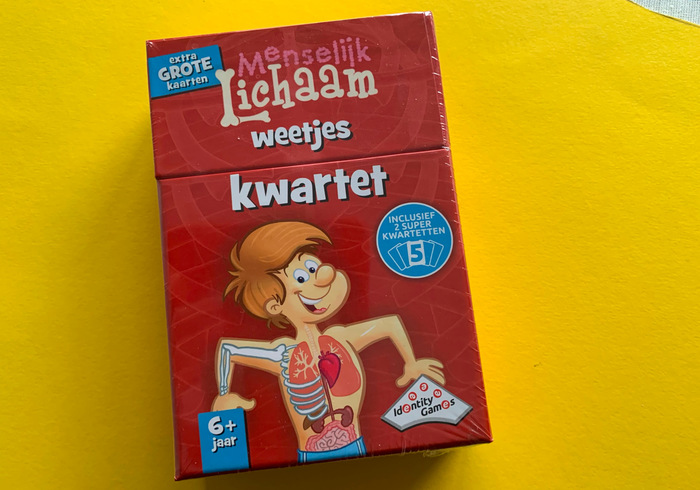 extra
GROTE
kaarten
Menselijk
Lichaam
weetjes
kwartet
INCLUSIEF
2 SUPER
KWARTETTEN
5
Identity
Games
6+
jaar